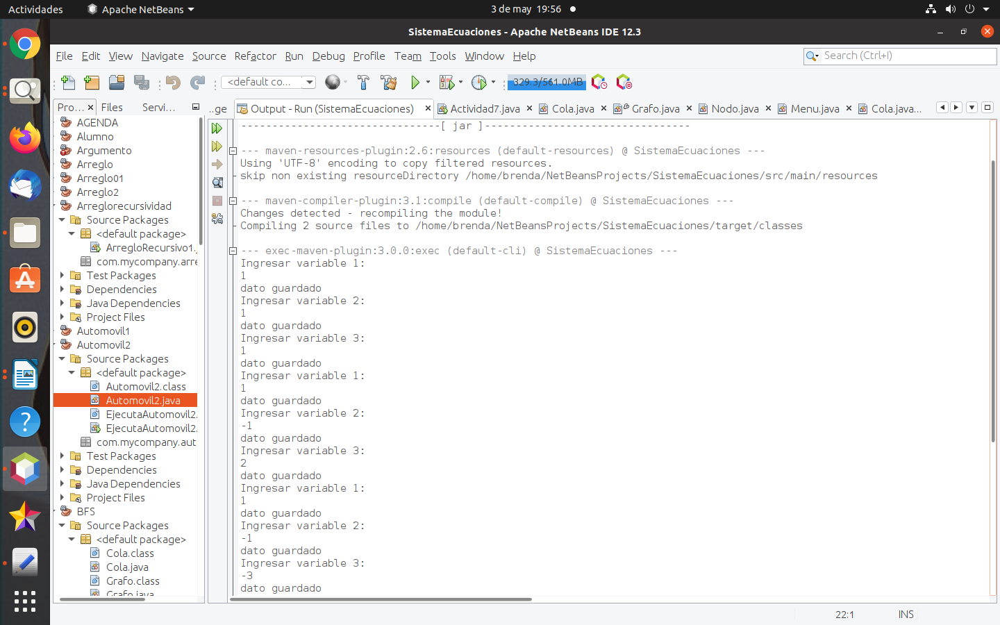 Actividades
Apache NetBeans
3 de may 19:56
SistemaEcuaciones - Apache NetBeans IDE 12.3
File Edit View Navigate Source Refactor Run Debug Profile Team Tools Window Help
Search (Ctrl+I)
<default co...
329.3/561.0MB
Pro... Files Servi...
...ge Output - Run (SistemaEcuaciones) Actividad7.java Cola.java Grafo.java Nodo.java Menu.java Cola.java...
AGENDA
Alumno
Argumento
Arreglo
Arreglo01
Arreglo2
Arreglorecursividad
Source Packages
<default package>
ArregloRecursivo1.
com.mycompany.arre
Test Packages
Dependencies
Java Dependencies
Project Files
Automovil1
Automovil2
Source Packages
<default package>
Automovil2.class
Automovil2.java
EjecutaAutomovil2.
EjecutaAutomovil2.
com.mycompany.aut
Test Packages
Dependencies
Java Dependencies
Project Files
BFS
Source Packages
<default package>
Cola.class
Cola.java
Grafo.class
Grafo.java
--------------------------------[ jar ]---------------------------------
--- maven-resources-plugin:2.6:resources (default-resources) @ SistemaEcuaciones ---
Using 'UTF-8' encoding to copy filtered resources.
skip non existing resourceDirectory /home/brenda/NetBeansProjects/SistemaEcuaciones/src/main/resources
--- maven-compiler-plugin:3.1:compile (default-compile) @ SistemaEcuaciones ---
Changes detected - recompiling the module!
Compiling 2 source files to /home/brenda/NetBeansProjects/SistemaEcuaciones/target/classes
--- exec-maven-plugin:3.0.0:exec (default-cli) @ SistemaEcuaciones ---
Ingresar variable 1:
1
dato guardado
Ingresar variable 2:
1
dato guardado
Ingresar variable 3:
1
dato guardado
Ingresar variable 1:
1
dato guardado
Ingresar variable 2:
-1
dato guardado
Ingresar variable 3:
2
dato guardado
Ingresar variable 1:
1
dato guardado
Ingresar variable 2:
-1
dato guardado
Ingresar variable 3:
-3
dato guardado
22:1 INS